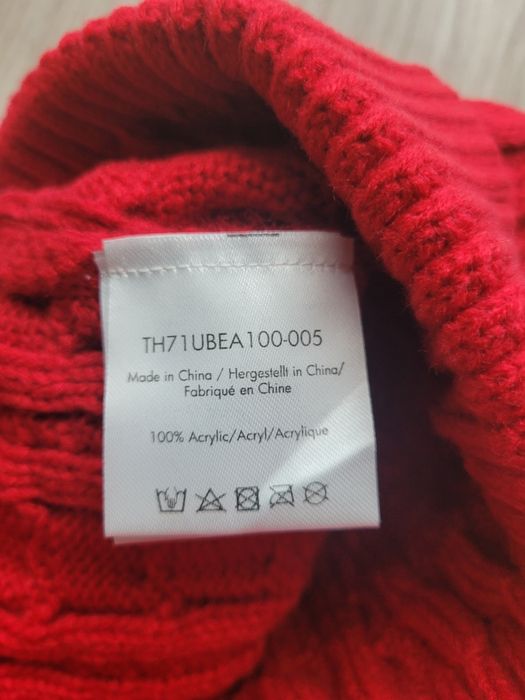 TH71UBEA100-005
Made in China / Hergestellt in China/
Fabriqué en Chine
100% Acrylic/Acryl/Acrylique